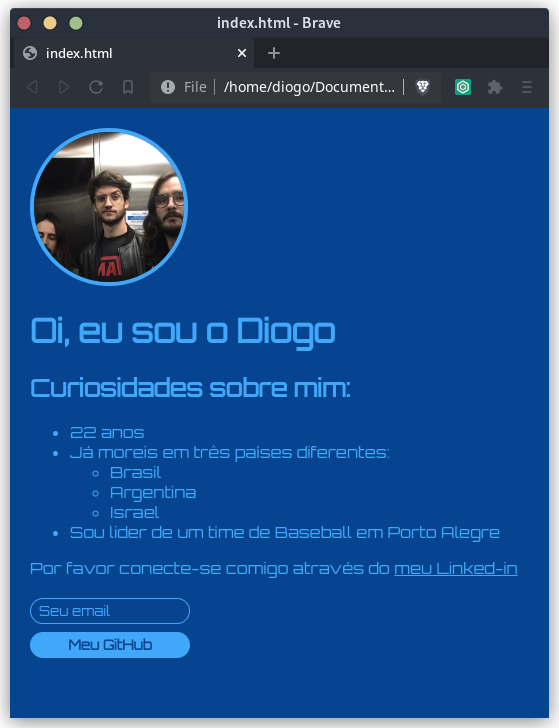 index.html - Brave
index.html
File
/home/diogo/Document...
Oi, eu sou o Diogo
Curiosidades sobre mim:
22 anos
Já moreis em três países diferentes:
Brasil
Argentina
Israel
Sou lider de um time de Baseball em Porto Alegre
Por favor conecte-se comigo através do meu Linked-in
Seu email
Meu GitHub